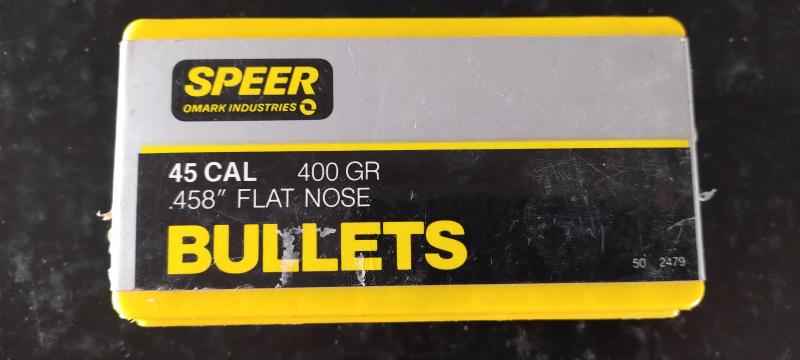 SPEER
OMARK INDUSTRIES
45 CAL 400 GR
.458" FLAT NOSE
BULLETS
50 2479